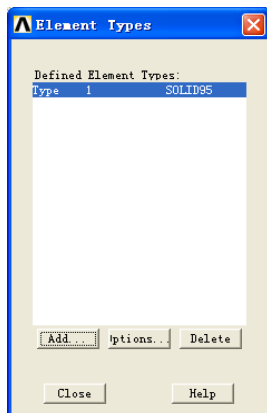 Element Types
Defined Element Types:
Type 1 SOLID95
Add... ptions... Delete
Close Help